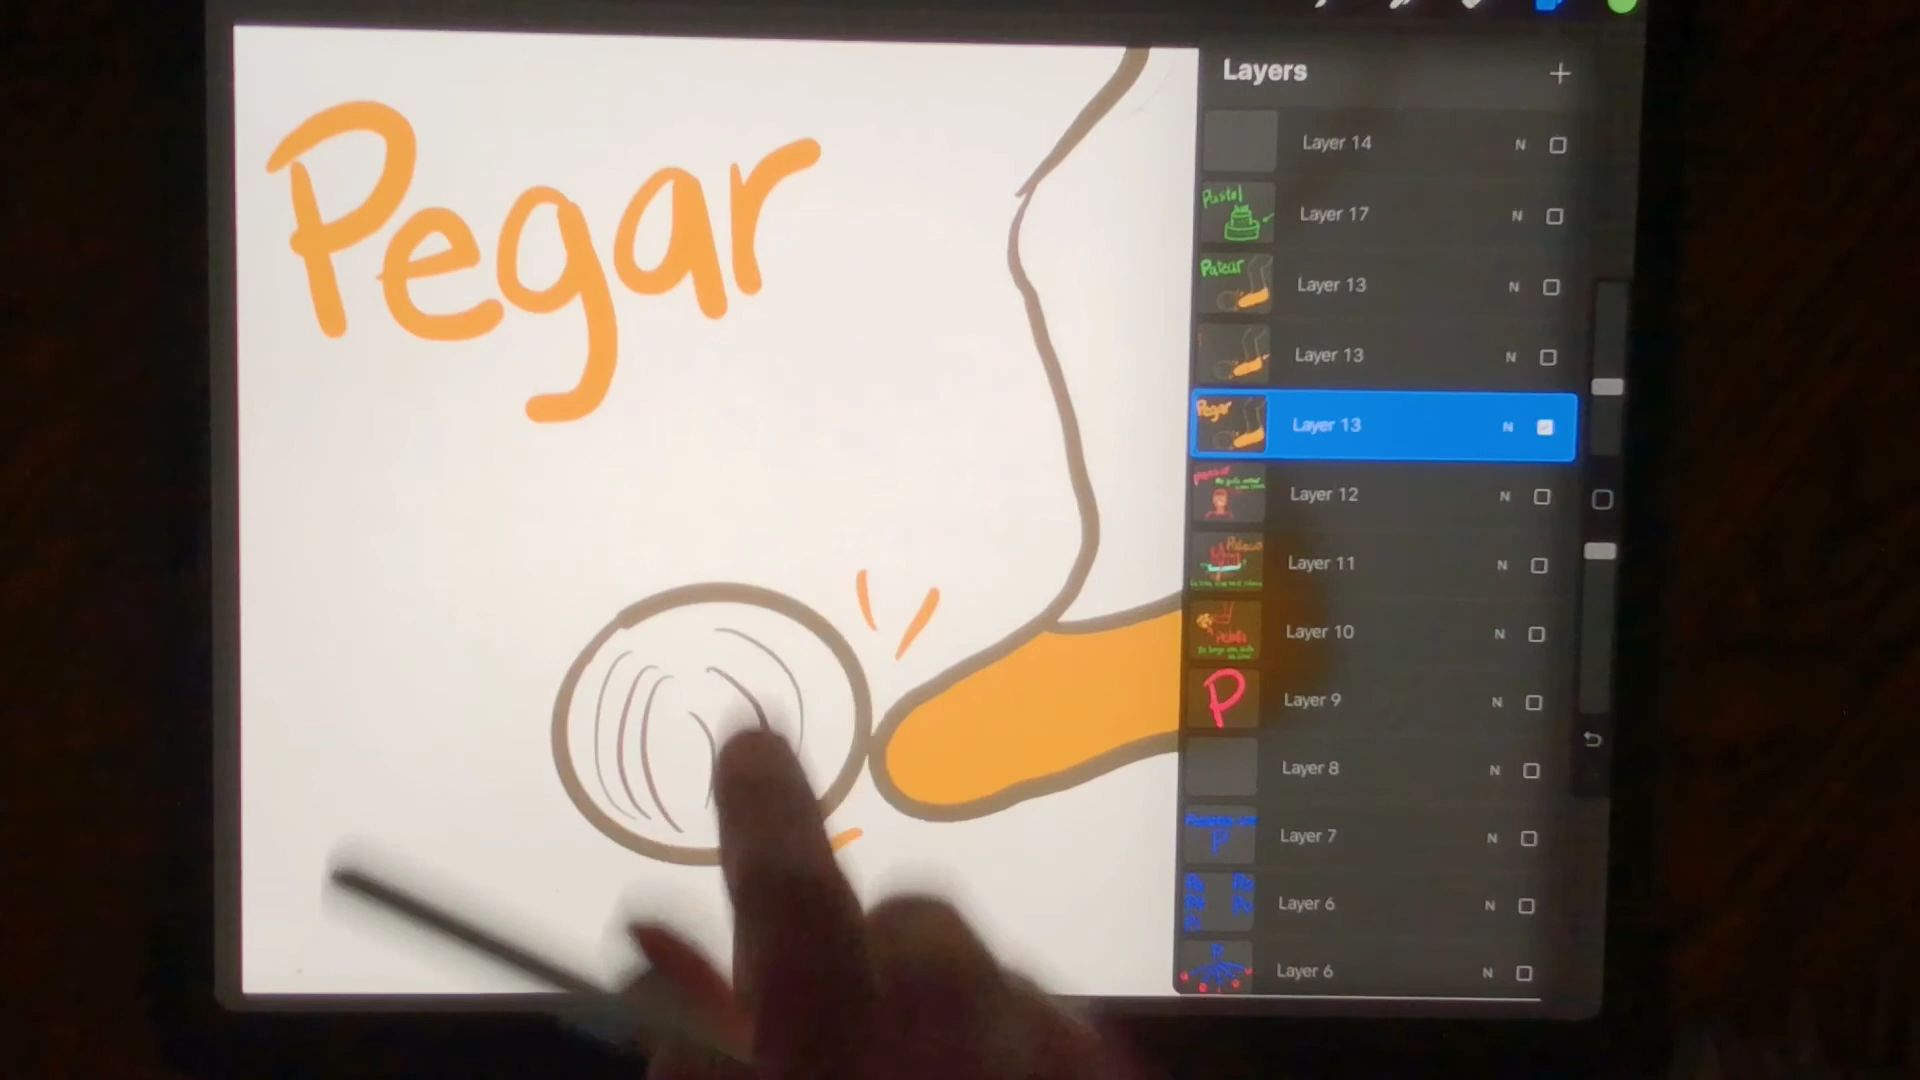 Pegar
Layers
Layer 14 N
Pastel
Layer 17 N
Patear
Layer 13 N
Layer 13 N
Pegar
Layer 13 N
Layer 12 N
Layer 11 N
Layer 10 N
P
Layer 9 N
Layer 8 N
P
Layer 7 N
Layer 6 N
P
Layer 6 N